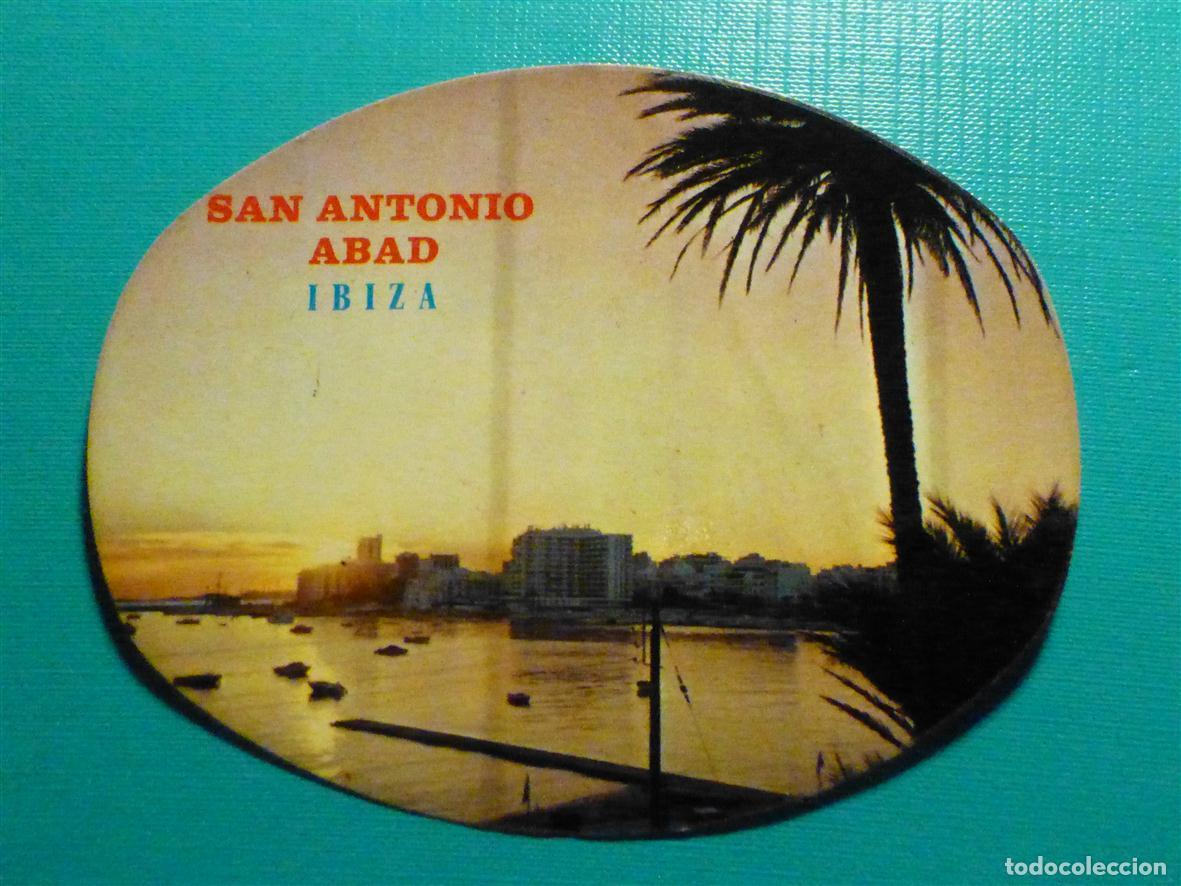 SAN ANTONIO
ABAD
IBIZA
todocoleccion